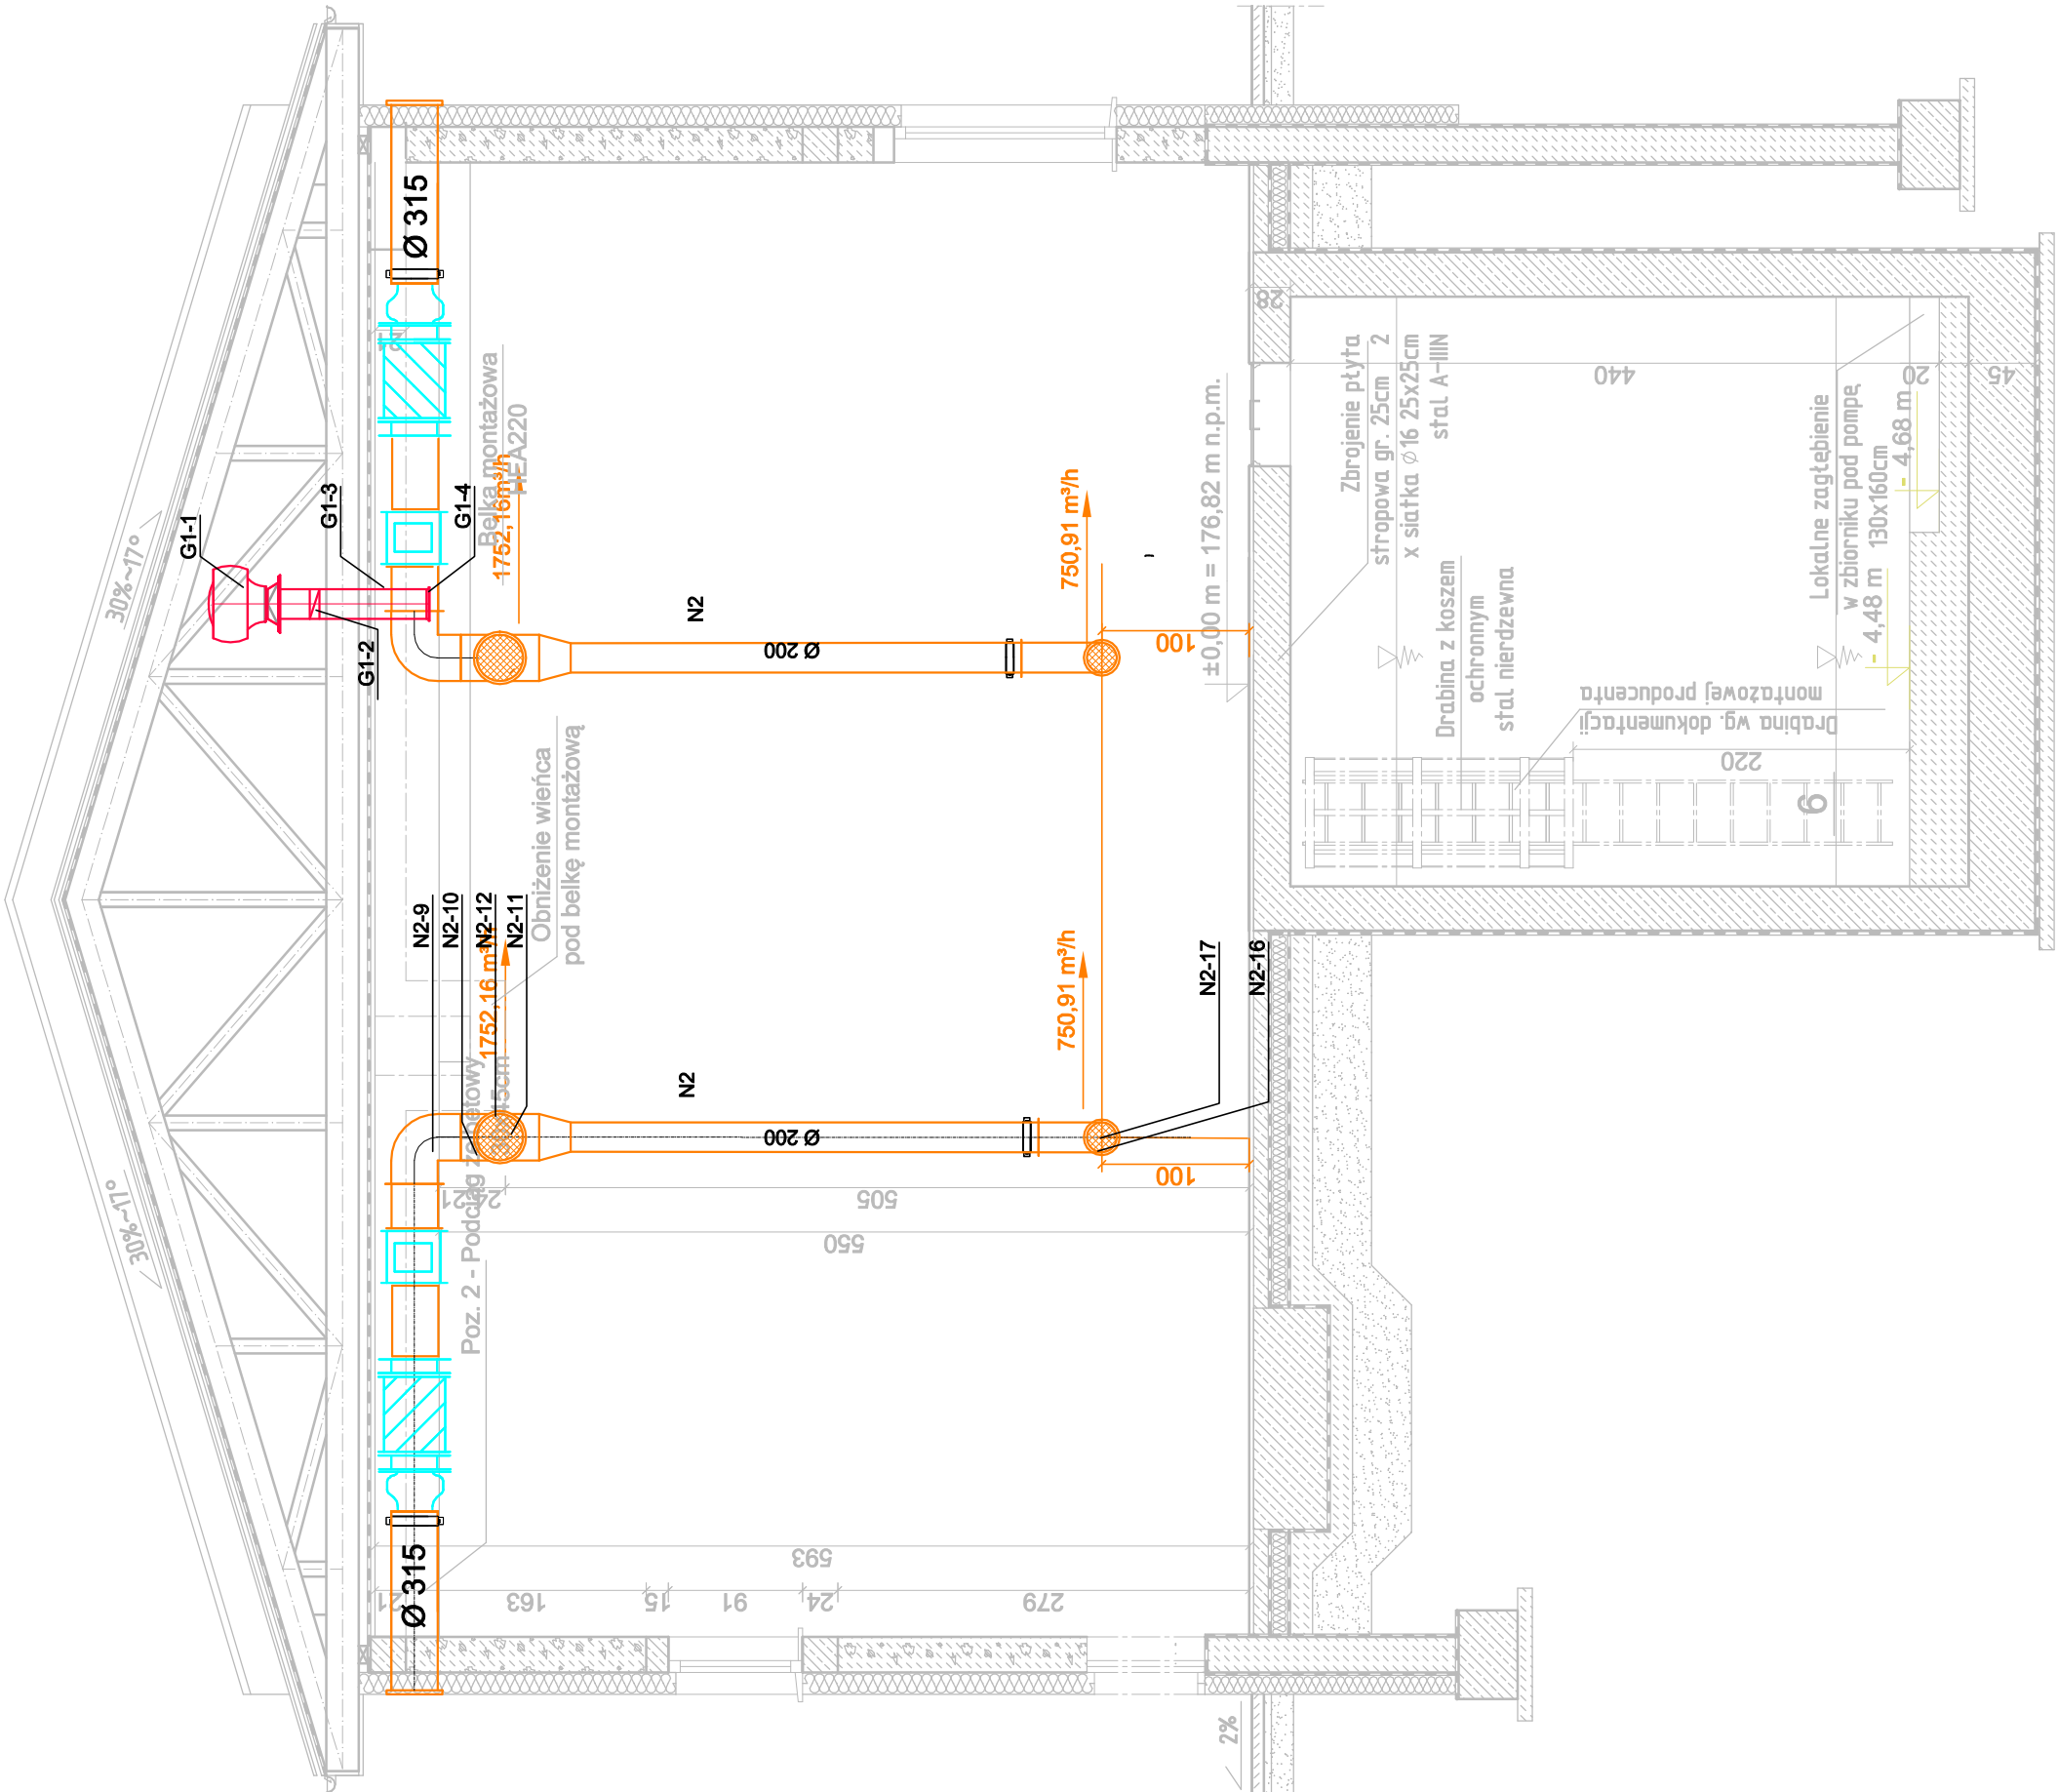 30%~17°
30%~17°
G1-1
G1-2
G1-3
G1-4
Ø 315
Ø 315
24
Belka montażowa
HEA220
1752,16m³/h
N2
Ø 200
750,91 m³/h
100
±0,00 m = 176,82 m n.p.m.
Obniżenie wieńca
pod belkę montażową
N2-9
N2-10
N2-12
N2-11
1752,16 m³/h
N2
Ø 200
750,91 m³/h
100
N2-17
N2-16
Poz. 2 - Podciąg
505
550
593
21
163
15
91
24
279
2%
28
Zbrojenie płyta
stropowa gr. 25cm 2
x siatka ⌀16 25x25cm
stal A-IIIN
440
20
45
Drabina z koszem
ochronnym
stal nierdzewna
Drabina wg. dokumentacji
montażowej producenta
220
Lokalne zagłębienie
w zbiorniku pod pompę,
130x160cm
- 4,48 m
- 4,68 m